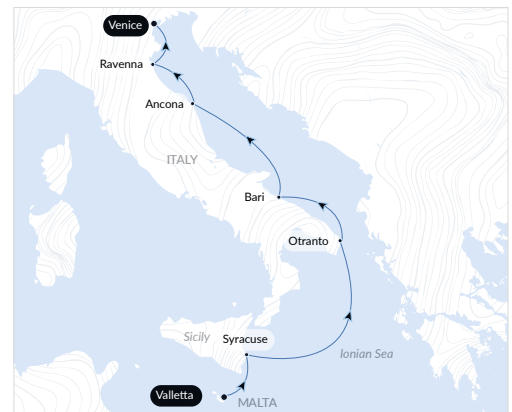 Venice
Ravenna
Ancona
ITALY
Bari
Otranto
Sicily
Syracuse
Ionian Sea
Valletta
MALTA